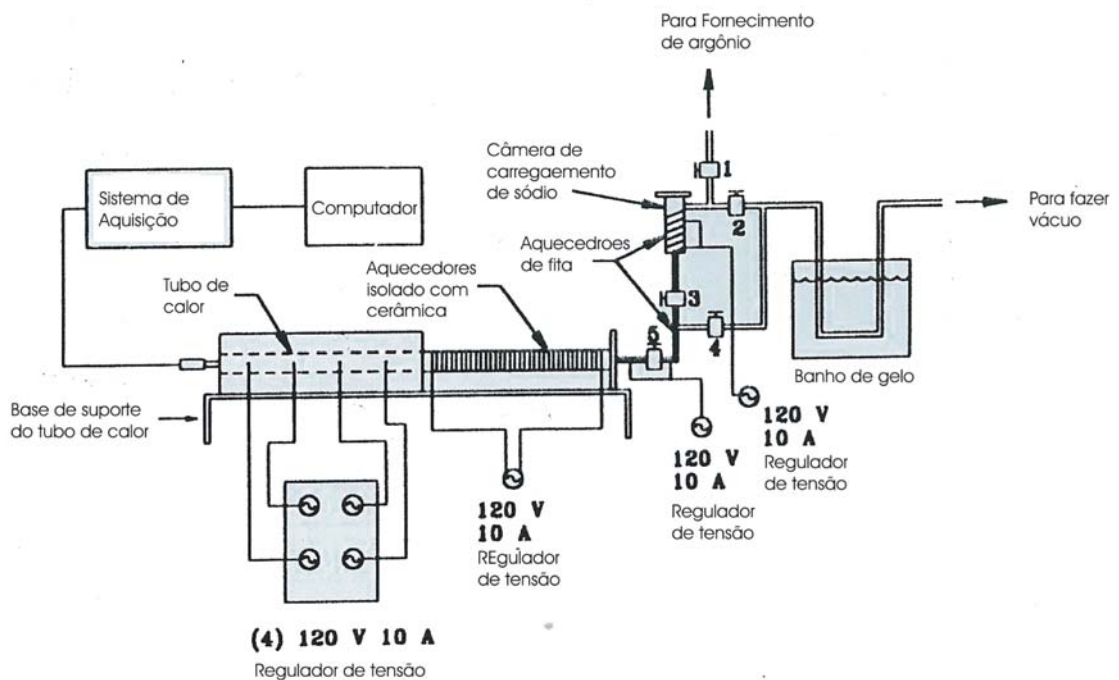 Para Fornecimento
de argônio
1
Câmera de
carregaemento
de sódio
2
Para fazer
vácuo
Sistema de
Aquisição
Computador
Aquecedroes
de fita
Tubo de
calor
Aquecedores
isolado com
cerâmica
3
5
4
Banho de gelo
Base de suporte
do tubo de calor
120 V
10 A
Regulador
de tensão
120 V
10 A
Regulador
de tensão
120 V
10 A
REgulador
de tensão
(4) 120 V 10 A
Regulador de tensão